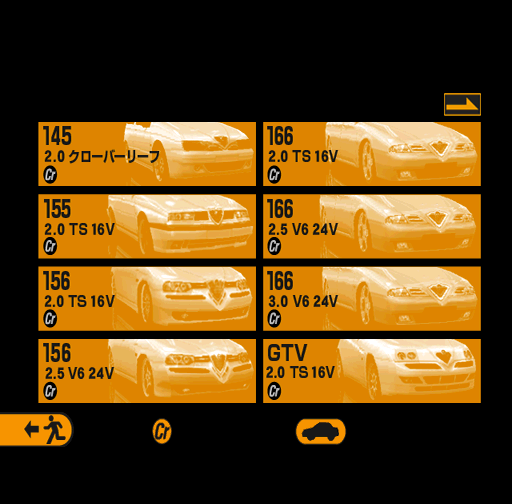 145
2.0 クローバーリーフ
Cr
155
2.0 TS 16V
Cr
156
2.0 TS 16V
Cr
156
2.5 V6 24V
Cr
166
2.0 TS 16V
Cr
166
2.5 V6 24V
Cr
166
3.0 V6 24V
Cr
GTV
2.0 TS 16V
Cr
Cr